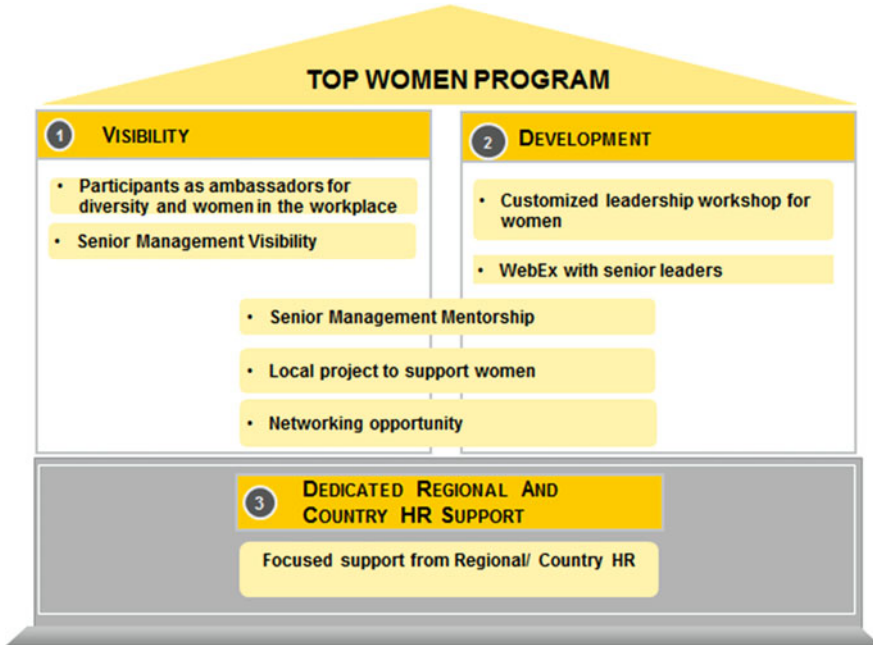 TOP WOMEN PROGRAM
1 VISIBILITY
• Participants as ambassadors for
diversity and women in the workplace
• Senior Management Visibility
2 DEVELOPMENT
• Customized leadership workshop for
women
• WebEx with senior leaders
• Senior Management Mentorship
• Local project to support women
• Networking opportunity
3 DEDICATED REGIONAL AND
COUNTRY HR SUPPORT
Focused support from Regional/ Country HR